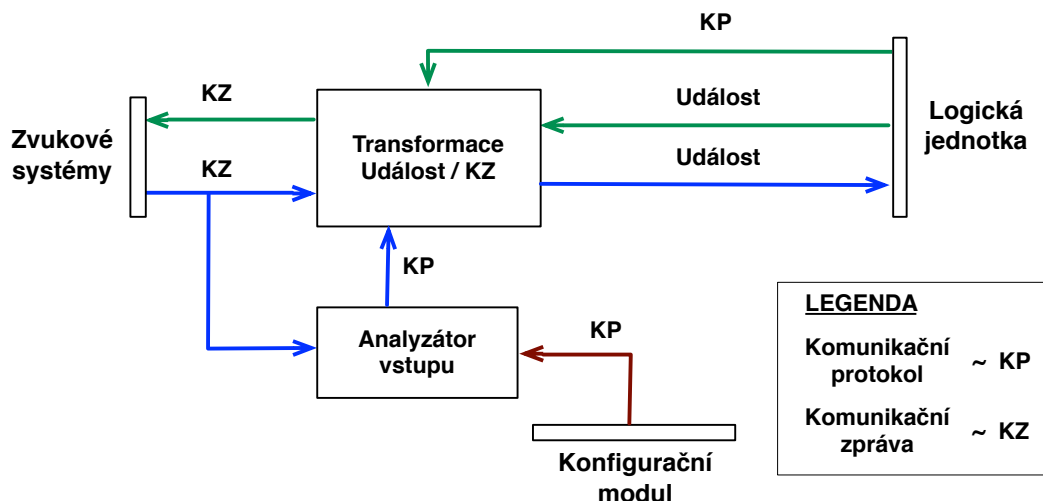 KP
KZ
Událost
Zvukové
systémy
Transformace
Událost / KZ
Logická
jednotka
KZ
Událost
KP
Analyzátor
vstupu
KP
Konfigurační
modul
LEGENDA
Komunikační
protokol
~ KP
Komunikační
zpráva
~ KZ